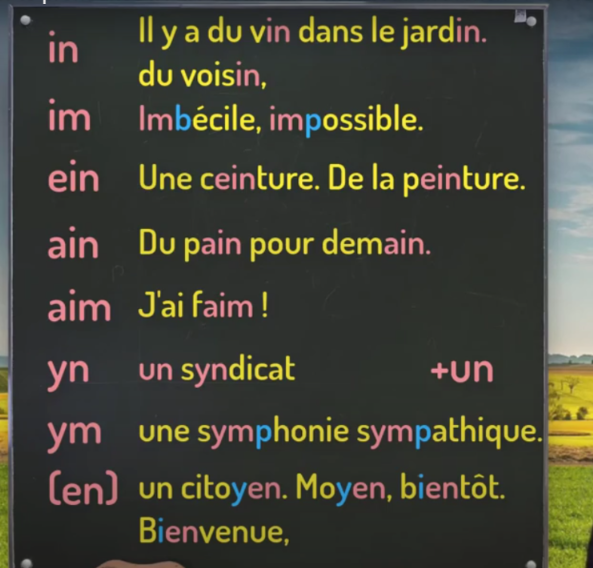 in Il y a du vin dans le jardin.
du voisin,
im Imbécile, impossible.
ein Une ceinture. De la peinture.
ain Du pain pour demain.
aim J'ai faim !
yn un syndicat +un
ym une symphonie sympathique.
(en) un citoyen. Moyen, bientôt.
Bienvenue,